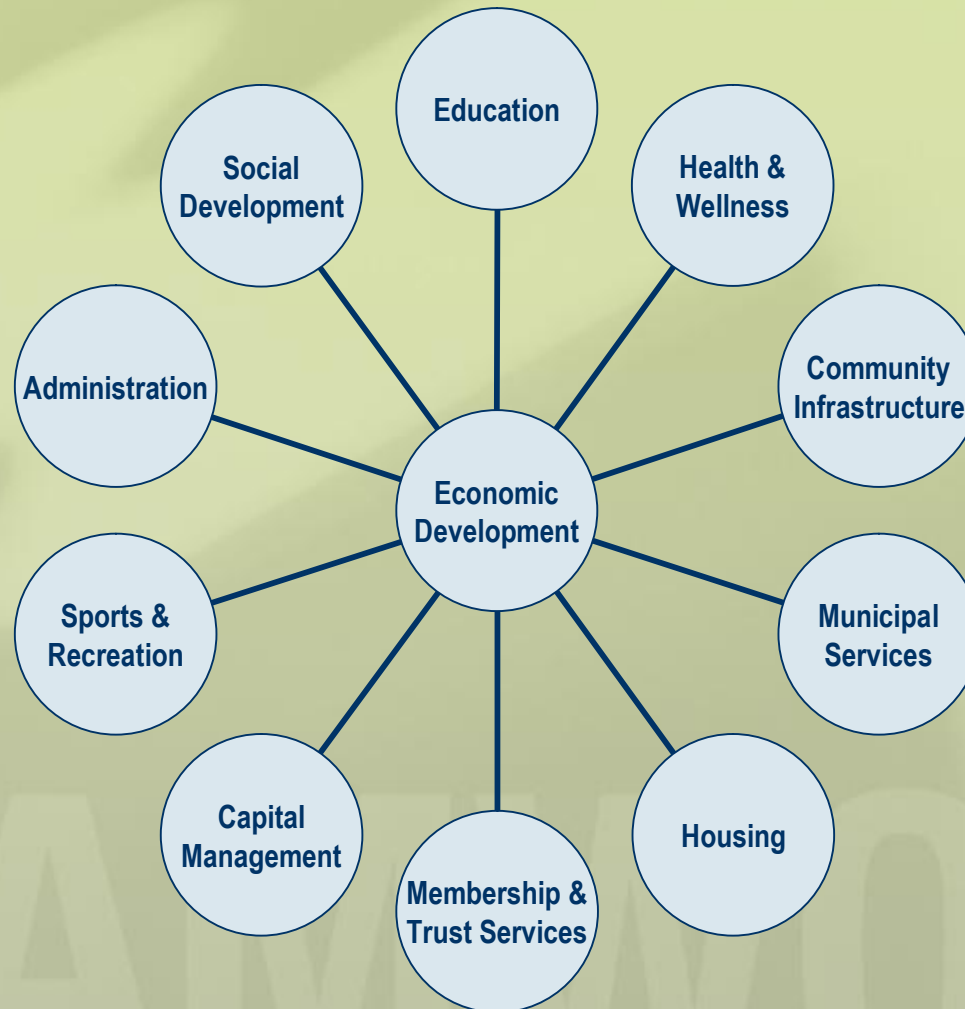 Education
Social
Development
Health &
Wellness
Administration
Community
Infrastructure
Economic
Development
Sports &
Recreation
Municipal
Services
Capital
Management
Housing
Membership &
Trust Services